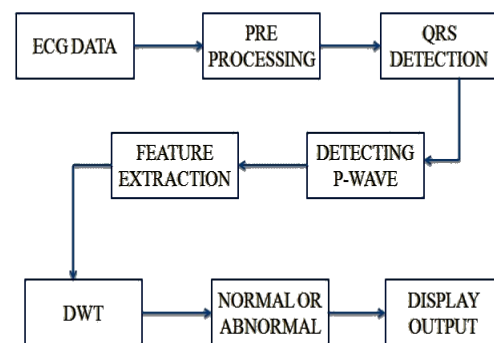 ECG DATA
PRE
PROCESSING
QRS
DETECTION
FEATURE
EXTRACTION
DETECTING
P-WAVE
DWT
NORMAL OR
ABNORMAL
DISPLAY
OUTPUT